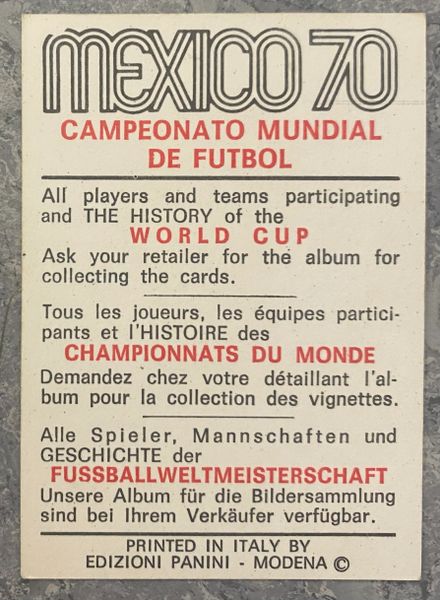 MEXICO 70
CAMPEONATO MUNDIAL
DE FUTBOL
All players and teams participating
and THE HISTORY of the
WORLD CUP
Ask your retailer for the album for
collecting the cards.
Tous les joueurs, les équipes partici-
pants et l'HISTOIRE des
CHAMPIONNATS DU MONDE
Demandez chez votre détaillant l'al-
bum pour la collection des vignettes.
Alle Spieler, Mannschaften und
GESCHICHTE der
FUSSBALLWELTMEISTERSCHAFT
Unsere Album für die Bildersammlung
sind bei Ihrem Verkäufer verfügbar.
PRINTED IN ITALY BY
EDIZIONI PANINI - MODENA ©